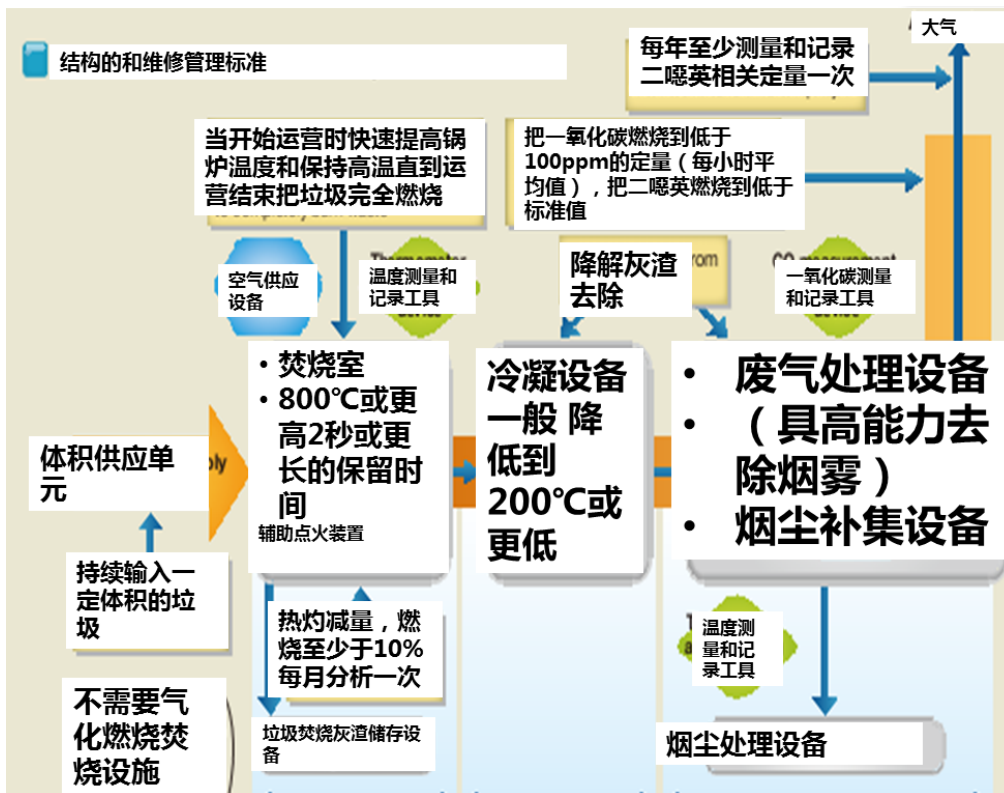 大气
结构的和维修管理标准
每年至少测量和记录
二噁英相关定量一次
当开始运营时快速提高锅
炉温度和保持高温直到运
营结束把垃圾完全燃烧
把一氧化碳燃烧到低于
100ppm的定量（每小时平
均值），把二噁英燃烧到低于
标准值
空气供应
设备
温度测量和
记录工具
降解灰渣
去除
rom
一氧化碳测量
和记录工具
• 焚烧室
• 800℃或更
高2秒或更
长的保留时
间
辅助点火装置
冷凝设备
一般 降
低到
200℃或
更低
• 废气处理设备
• （具高能力去
除烟雾）
• 烟尘补集设备
体积供应单
元
ply
持续输入一
定体积的垃
圾
热灼减量，燃
烧至少于10%
每月分析一次
温度测
量和记
录工具
不需要气
化燃烧焚
烧设施
垃圾焚烧灰渣储存设
备
烟尘处理设备